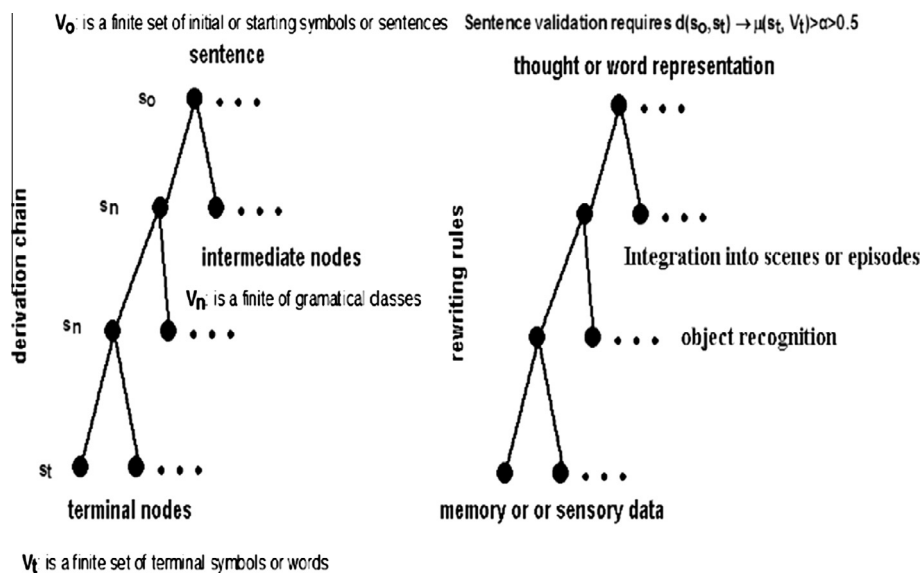 V₀: is a finite set of initial or starting symbols or sentences
Sentence validation requires d(s₀,sₜ) → μ(sₜ, Vₜ)>α>0.5
sentence
thought or word representation
s₀
sₙ
derivation chain
rewriting rules
intermediate nodes
Integration into scenes or episodes
Vₙ: is a finite of gramatical classes
sₙ
object recognition
sₜ
terminal nodes
memory or or sensory data
Vₜ: is a finite set of terminal symbols or words